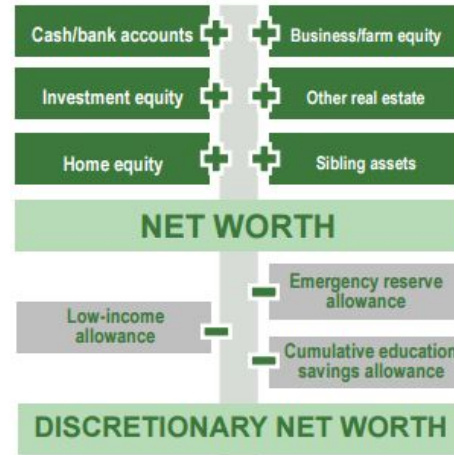 Cash/bank accounts
Business/farm equity
Investment equity
Other real estate
Home equity
Sibling assets
NET WORTH
Emergency reserve
allowance
Low-income
allowance
Cumulative education
savings allowance
DISCRETIONARY NET WORTH